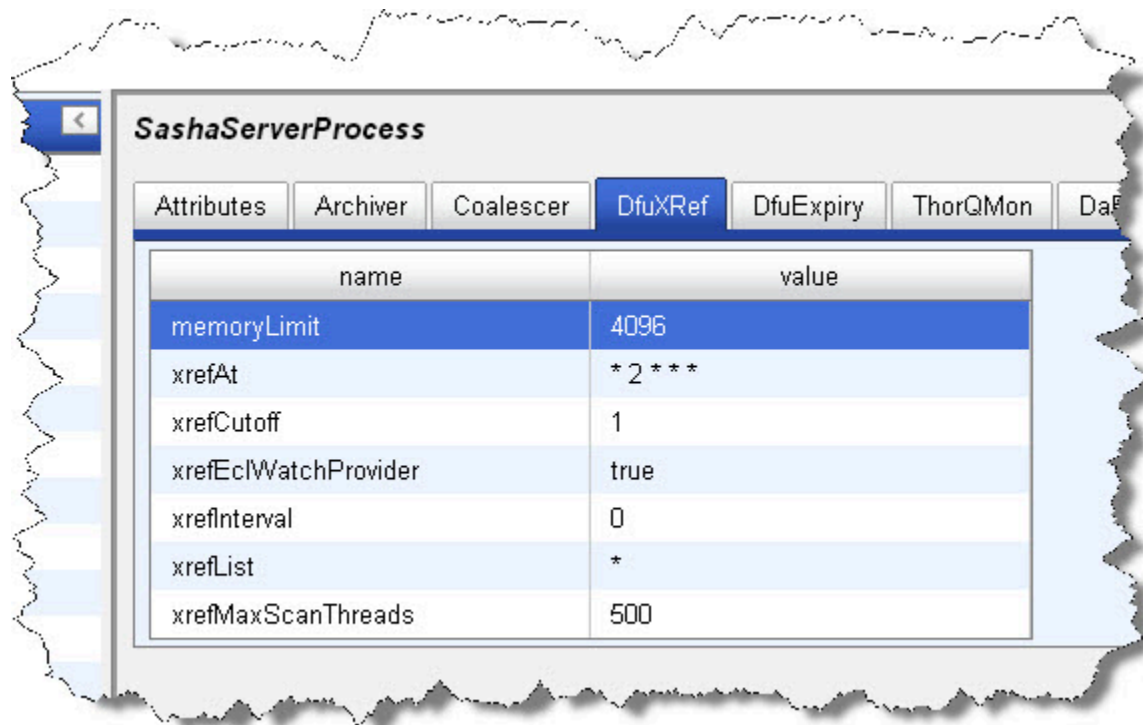 <
SashaServerProcess
Attributes Archiver Coalescer DfuXRef DfuExpiry ThorQMon
name value
memoryLimit 4096
xrefAt * 2 * * *
xrefCutoff 1
xrefEclWatchProvider true
xrefInterval 0
xrefList *
xrefMaxScanThreads 500